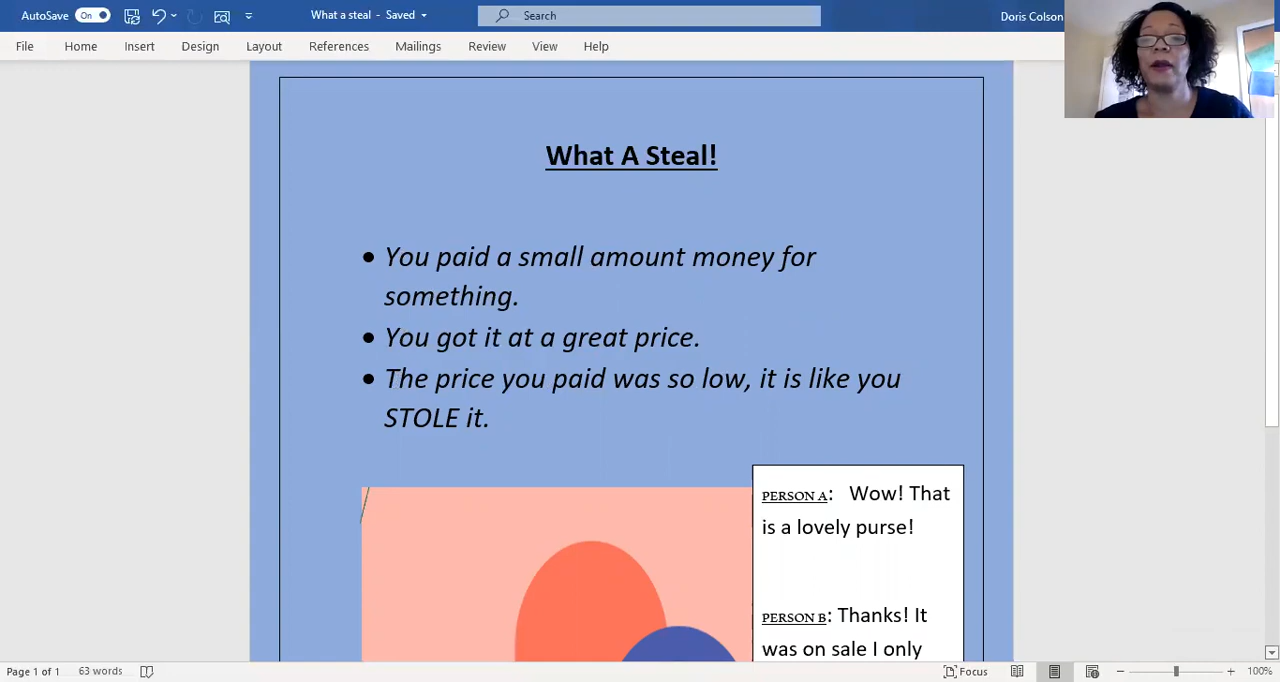 AutoSave On What a steal - Saved Search Doris Colson
File Home Insert Design Layout References Mailings Review View Help
What A Steal!
• You paid a small amount money for
something.
• You got it at a great price.
• The price you paid was so low, it is like you
STOLE it.
PERSON A: Wow! That
is a lovely purse!
PERSON B: Thanks! It
was on sale I only
Page 1 of 1 63 words Focus 100%